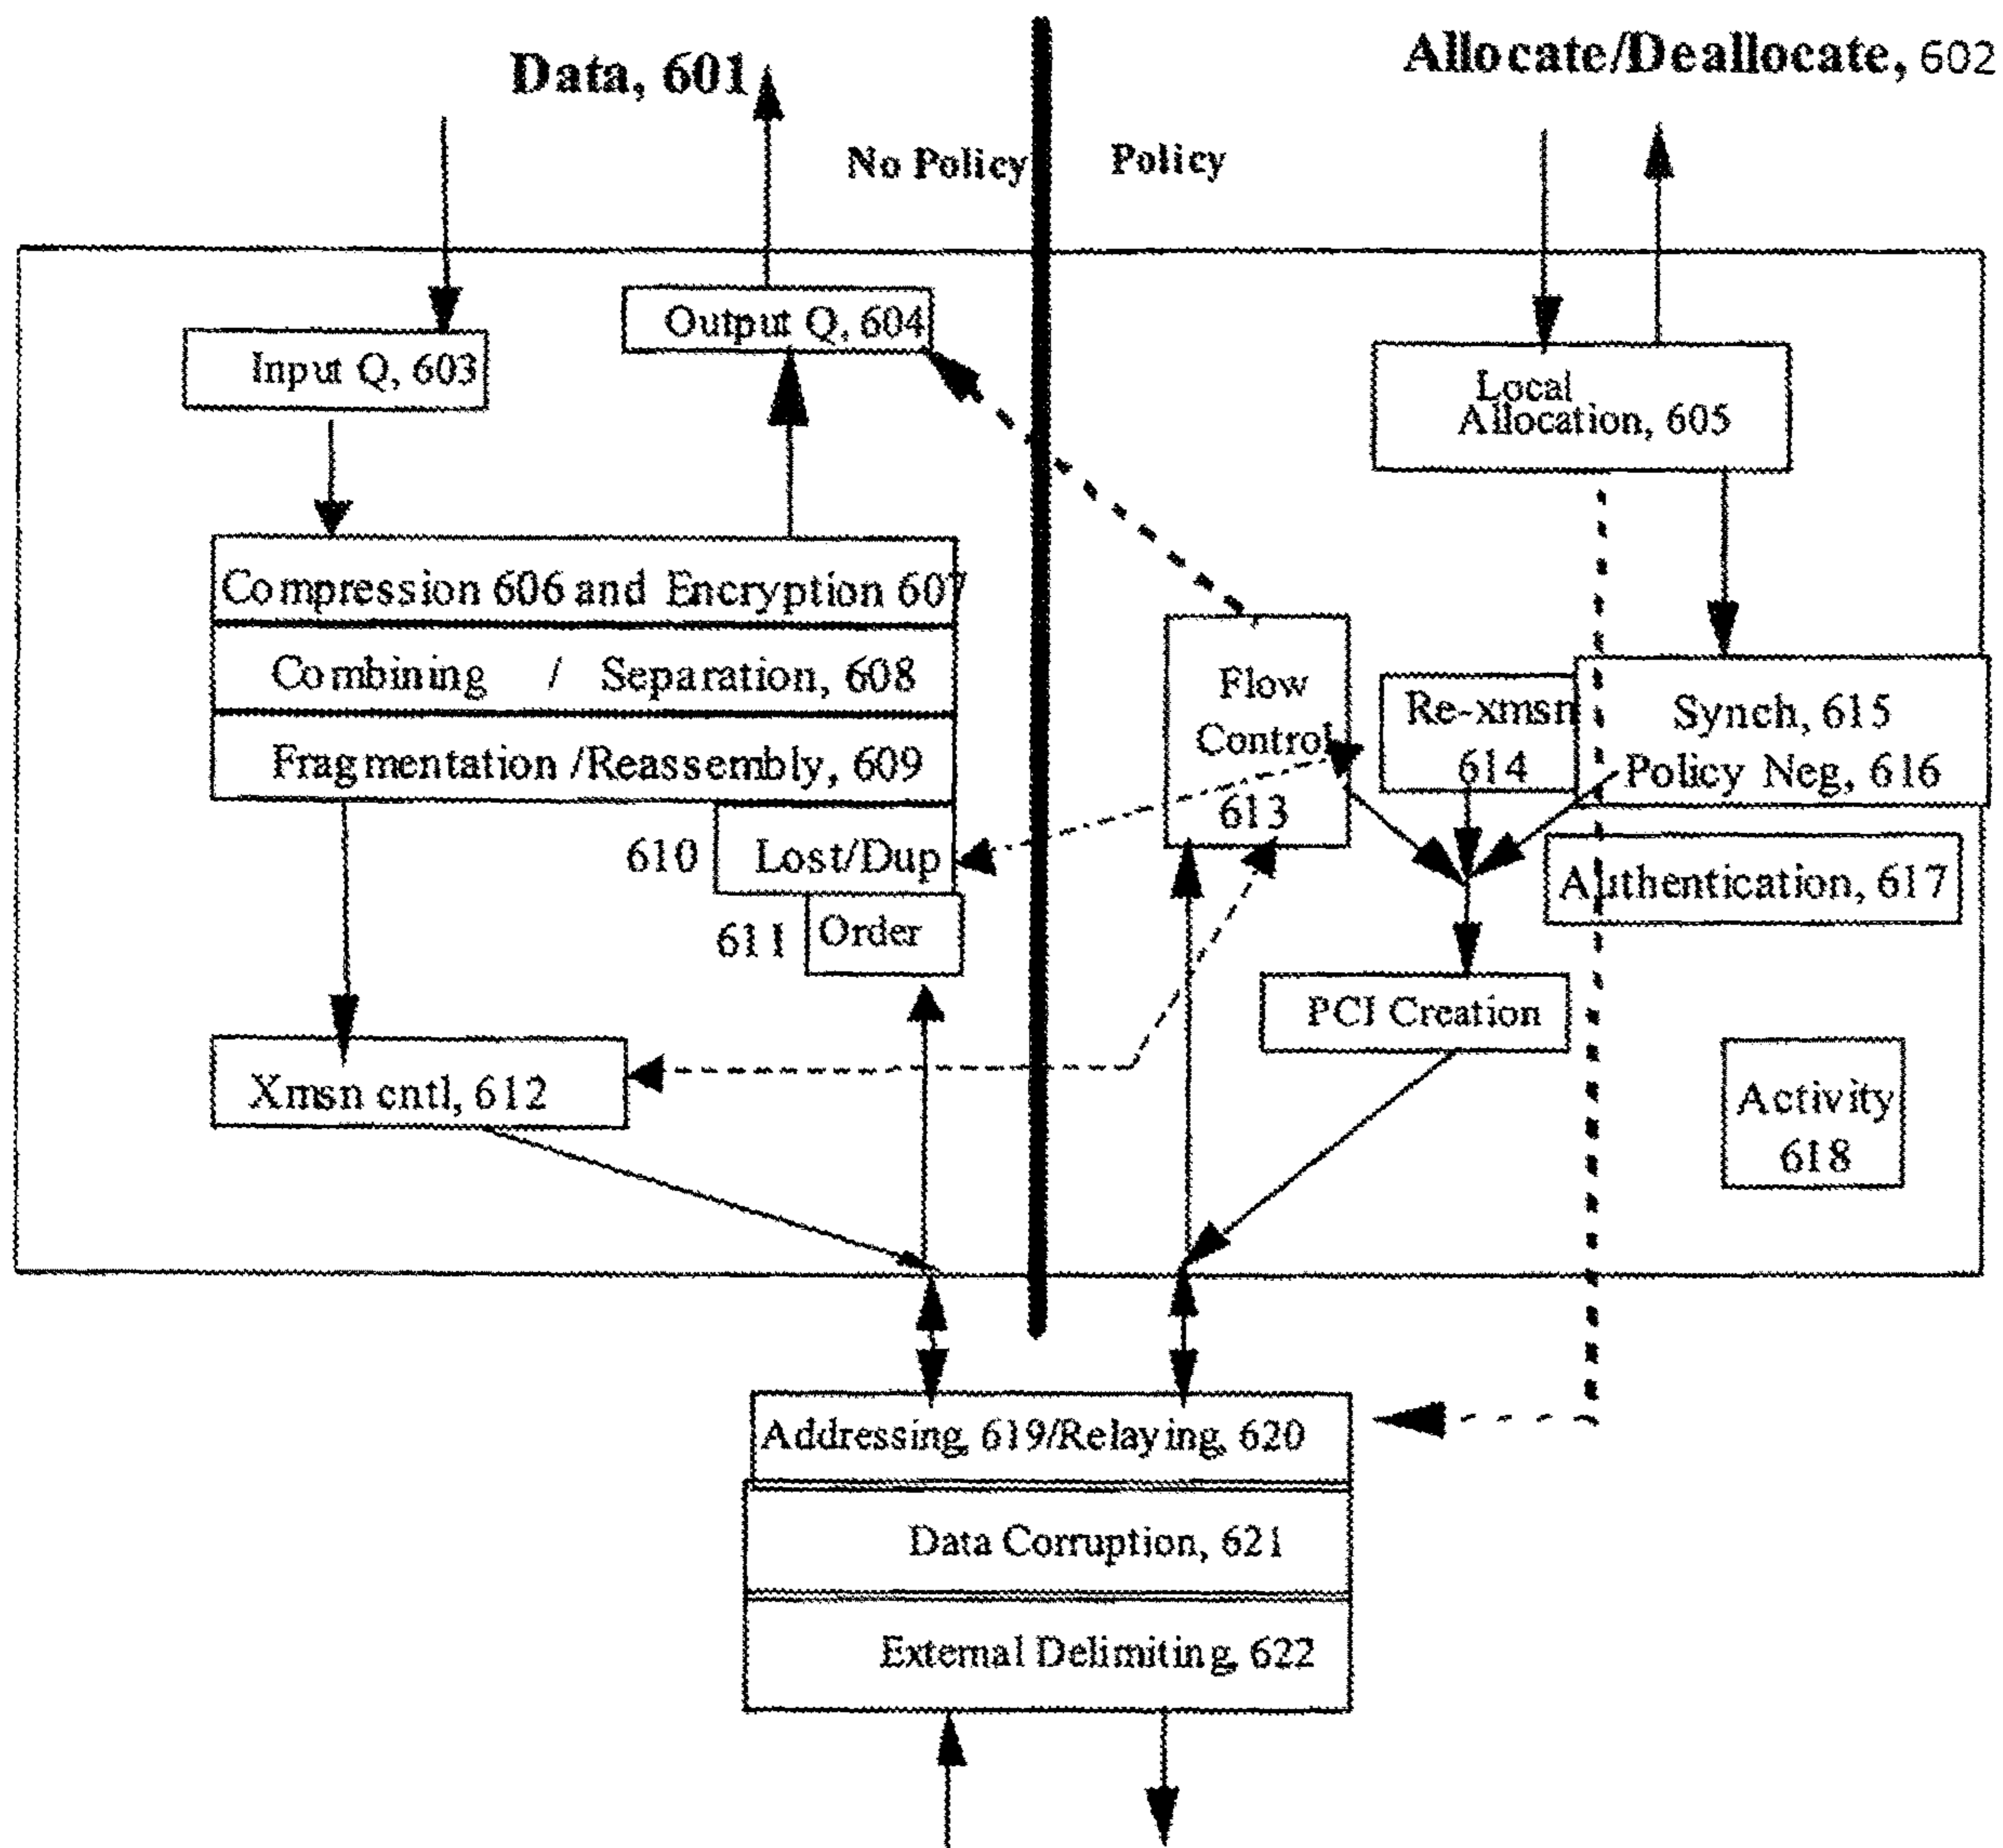 Data, 601
Allocate/Deallocate, 602
No Policy
Policy
Output Q, 604
Input Q, 603
Local
Allocation, 605
Compression 606 and Encryption 607
Combining / Separation, 608
Fragmentation /Reassembly, 609
610 Lost/Dup
611 Order
Xmsn cntl, 612
Flow
Control
613
Re-xmsn
614
Synch, 615
Policy Neg, 616
Authentication, 617
PCI Creation
Activity
618
Addressing, 619/Relaying, 620
Data Corruption, 621
External Delimiting, 622